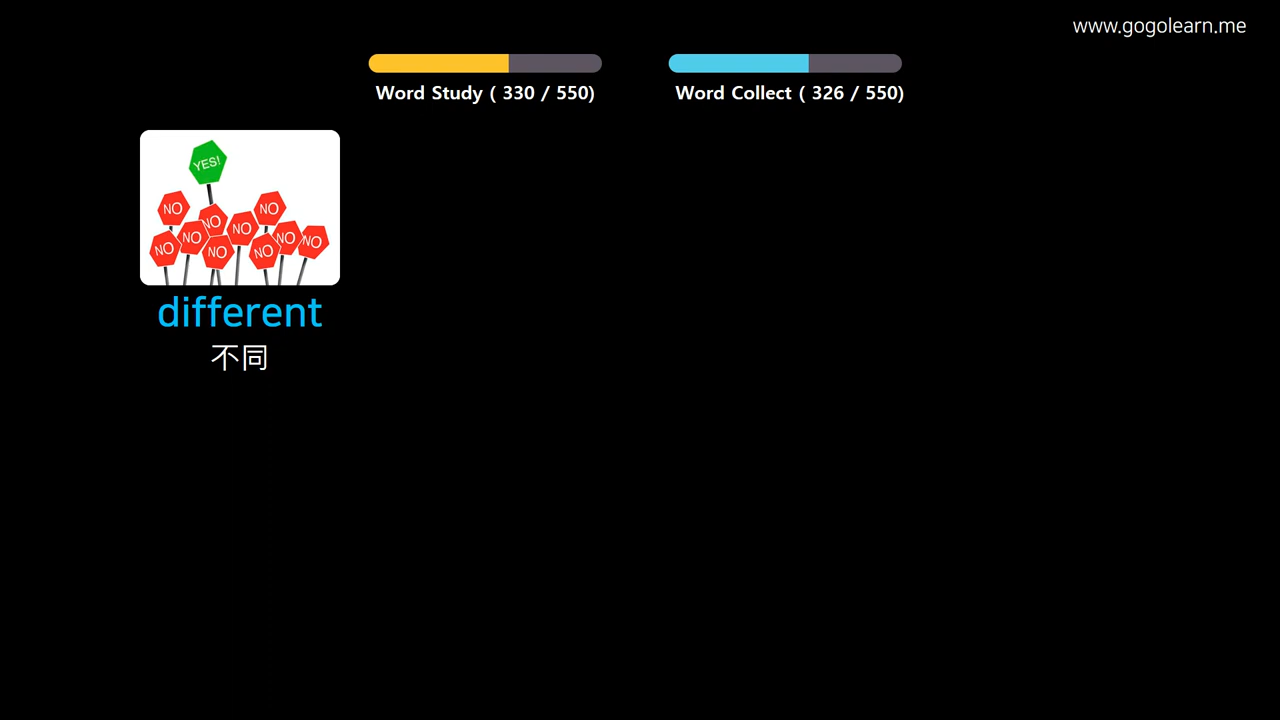 www.gogolearn.me
Word Study ( 330 / 550)
Word Collect ( 326 / 550)
YES!
NO
NO
NO
NO
NO
NO
NO
NO
NO
NO
different
不同